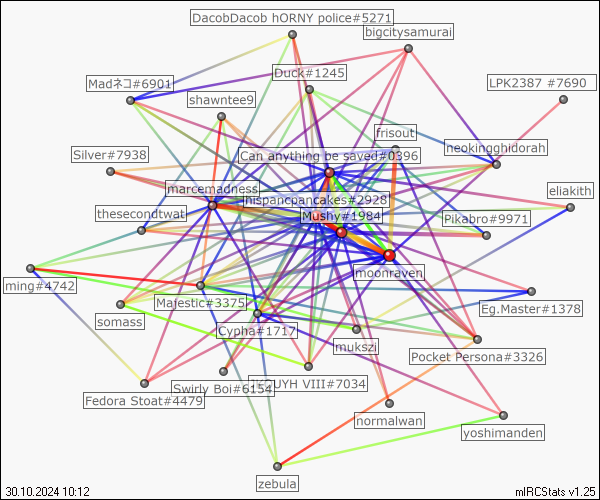 DacobDacob hORNY police#5271
bigcitysamurai
Duck#1245
Madネコ#6901
LPK2387 #7690
shawntee9
frisout
neokingghidorah
Silver#7938
Can anything be saved#0396
marcemadness
hispancpancakes#2928
eliakith
thesecondtwat
Mushy#1984
Pikabro#9971
moonraven
ming#4742
Majestic#3375
Eg.Master#1378
somass
Cypha#1717
mukszi
Pocket Persona#3326
Swirly Boi#6154
UYH VIII#7034
Fedora Stoat#4479
normalwan
yoshimanden
zebula
30.10.2024 10:12
mIRCStats v1.25